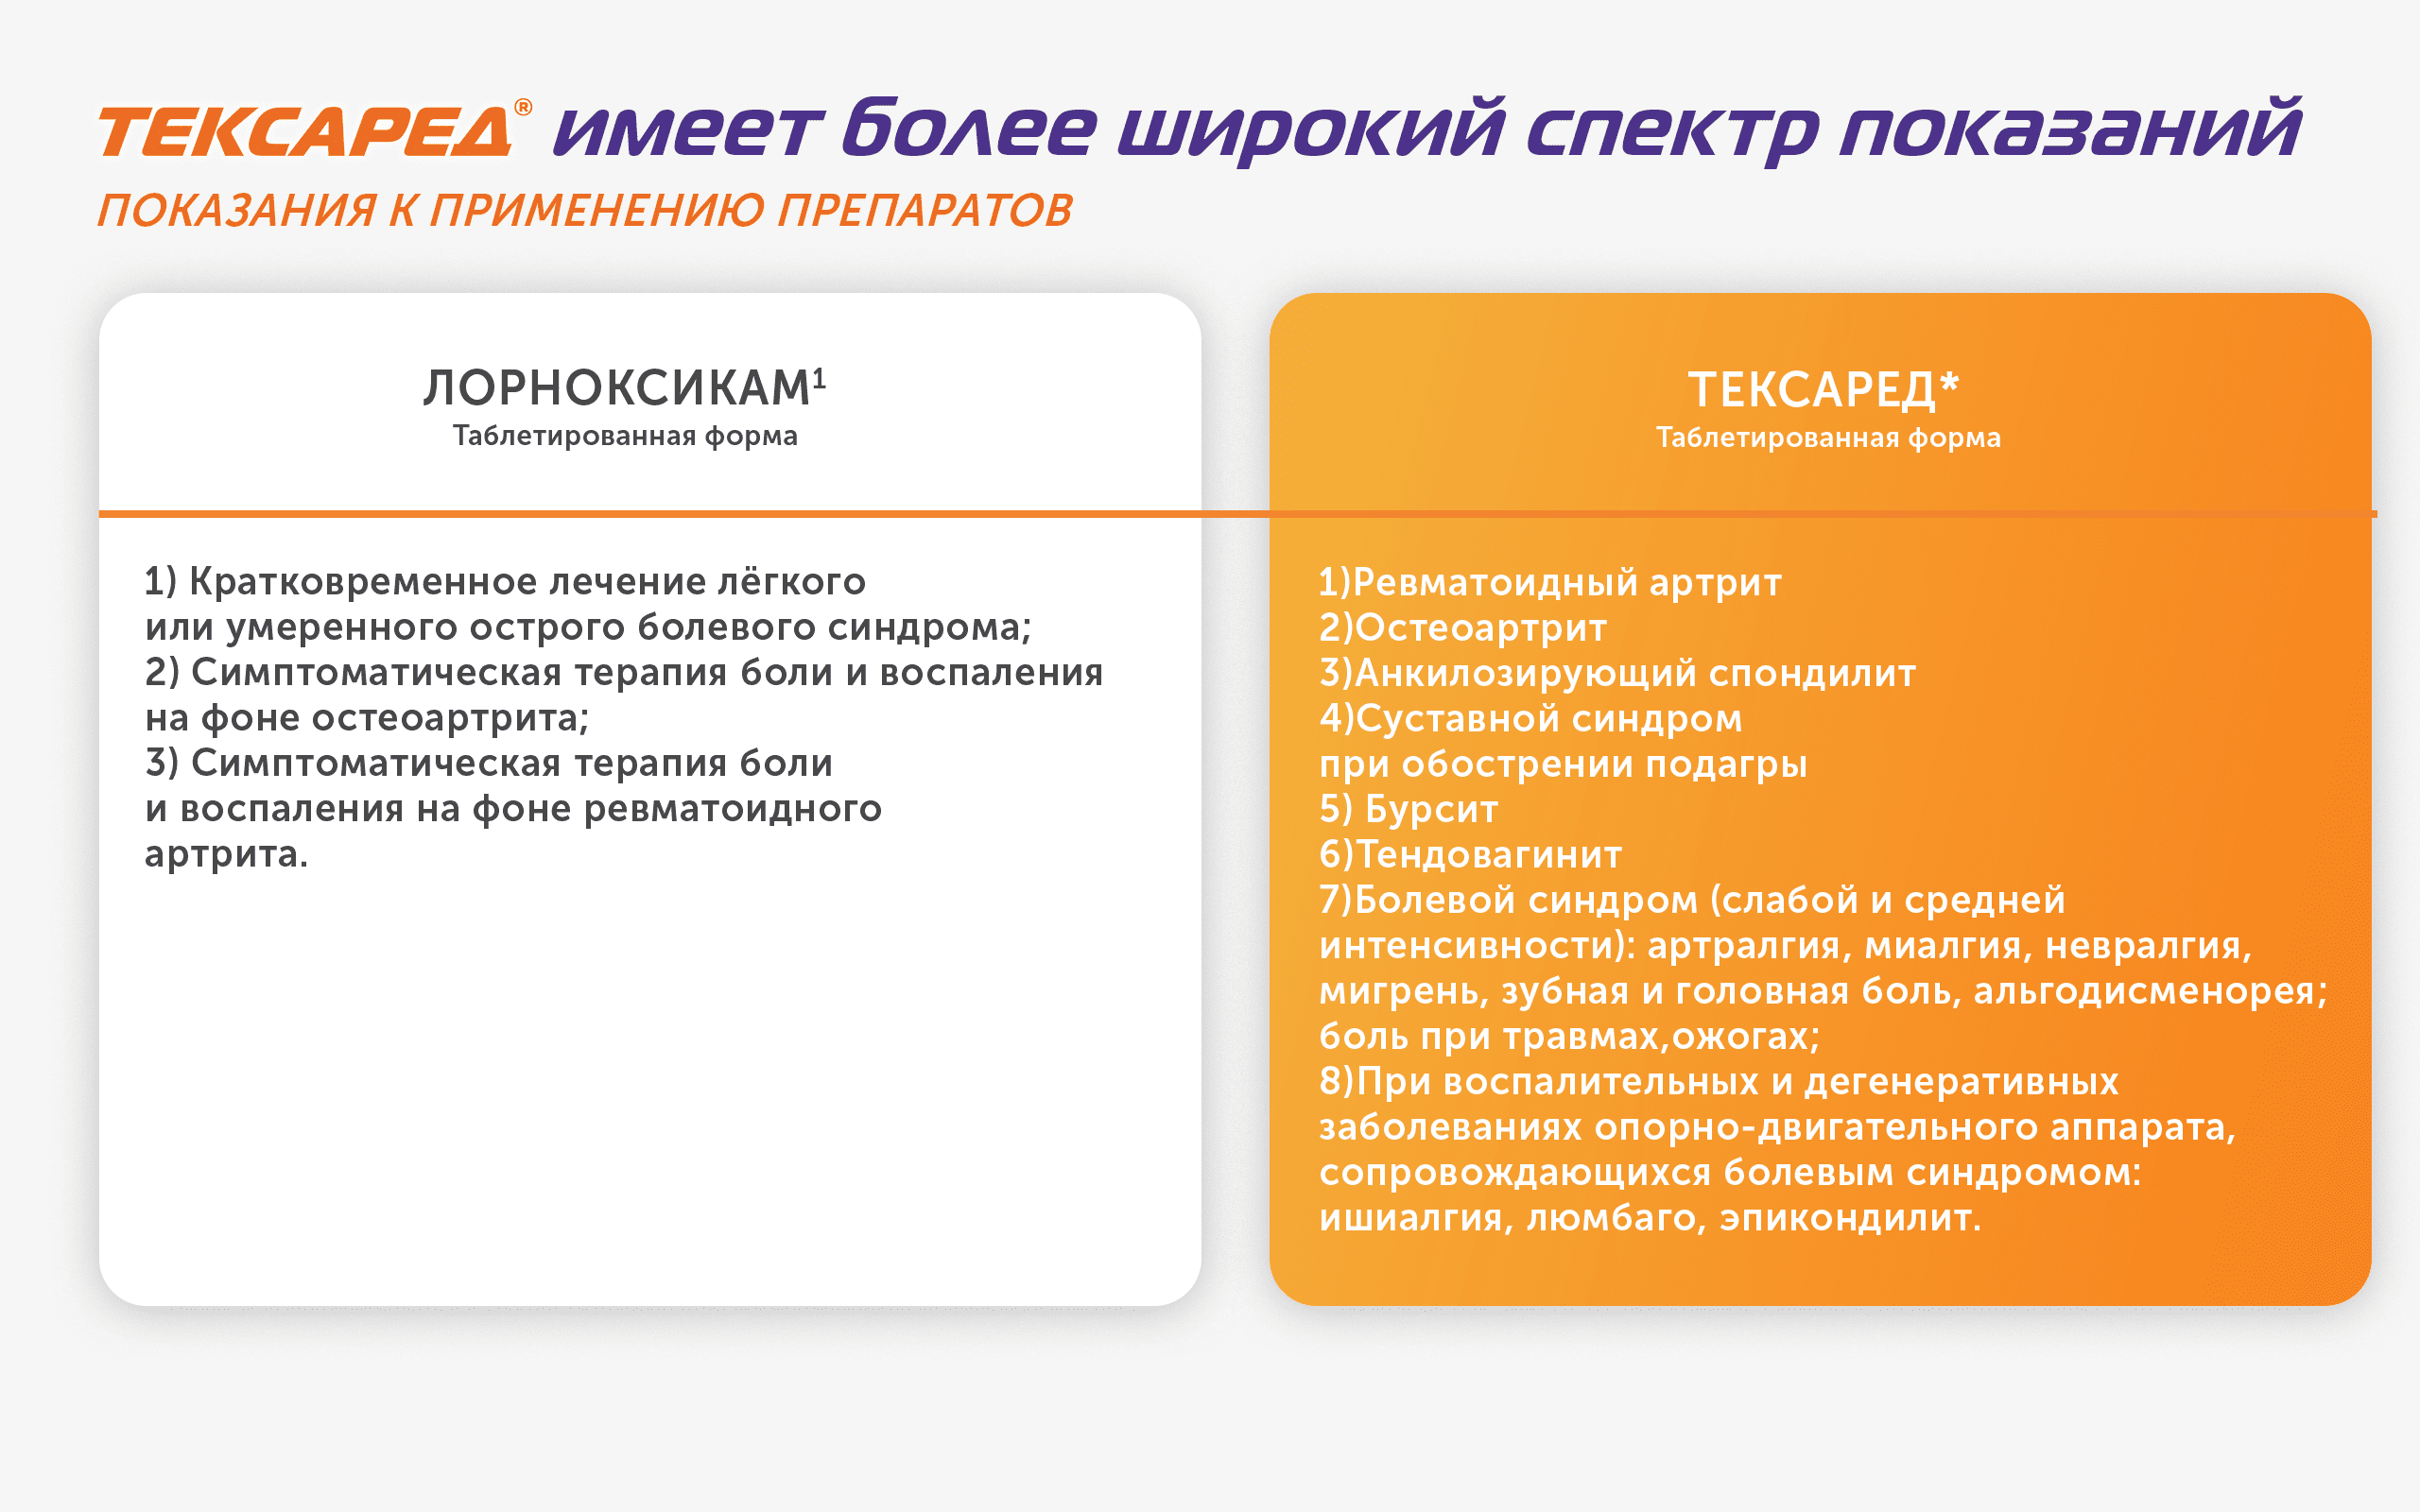 ТЕКСАРЕД® имеет более широкий спектр показаний
ПОКАЗАНИЯ К ПРИМЕНЕНИЮ ПРЕПАРАТОВ
ЛОРНОКСИКАМ¹
Таблетированная форма
1) Кратковременное лечение лёгкого
или умеренного острого болевого синдрома;
2) Симптоматическая терапия боли и воспаления
на фоне остеоартрита;
3) Симптоматическая терапия боли
и воспаления на фоне ревматоидного
артрита.
ТЕКСАРЕД*
Таблетированная форма
1)Ревматоидный артрит
2)Остеоартрит
3)Анкилозирующий спондилит
4)Суставной синдром
при обострении подагры
5) Бурсит
6)Тендовагинит
7)Болевой синдром (слабой и средней
интенсивности): артралгия, миалгия, невралгия,
мигрень, зубная и головная боль, альгодисменорея;
боль при травмах,ожогах;
8)При воспалительных и дегенеративных
заболеваниях опорно-двигательного аппарата,
сопровождающихся болевым синдромом:
ишиалгия, люмбаго, эпикондилит.